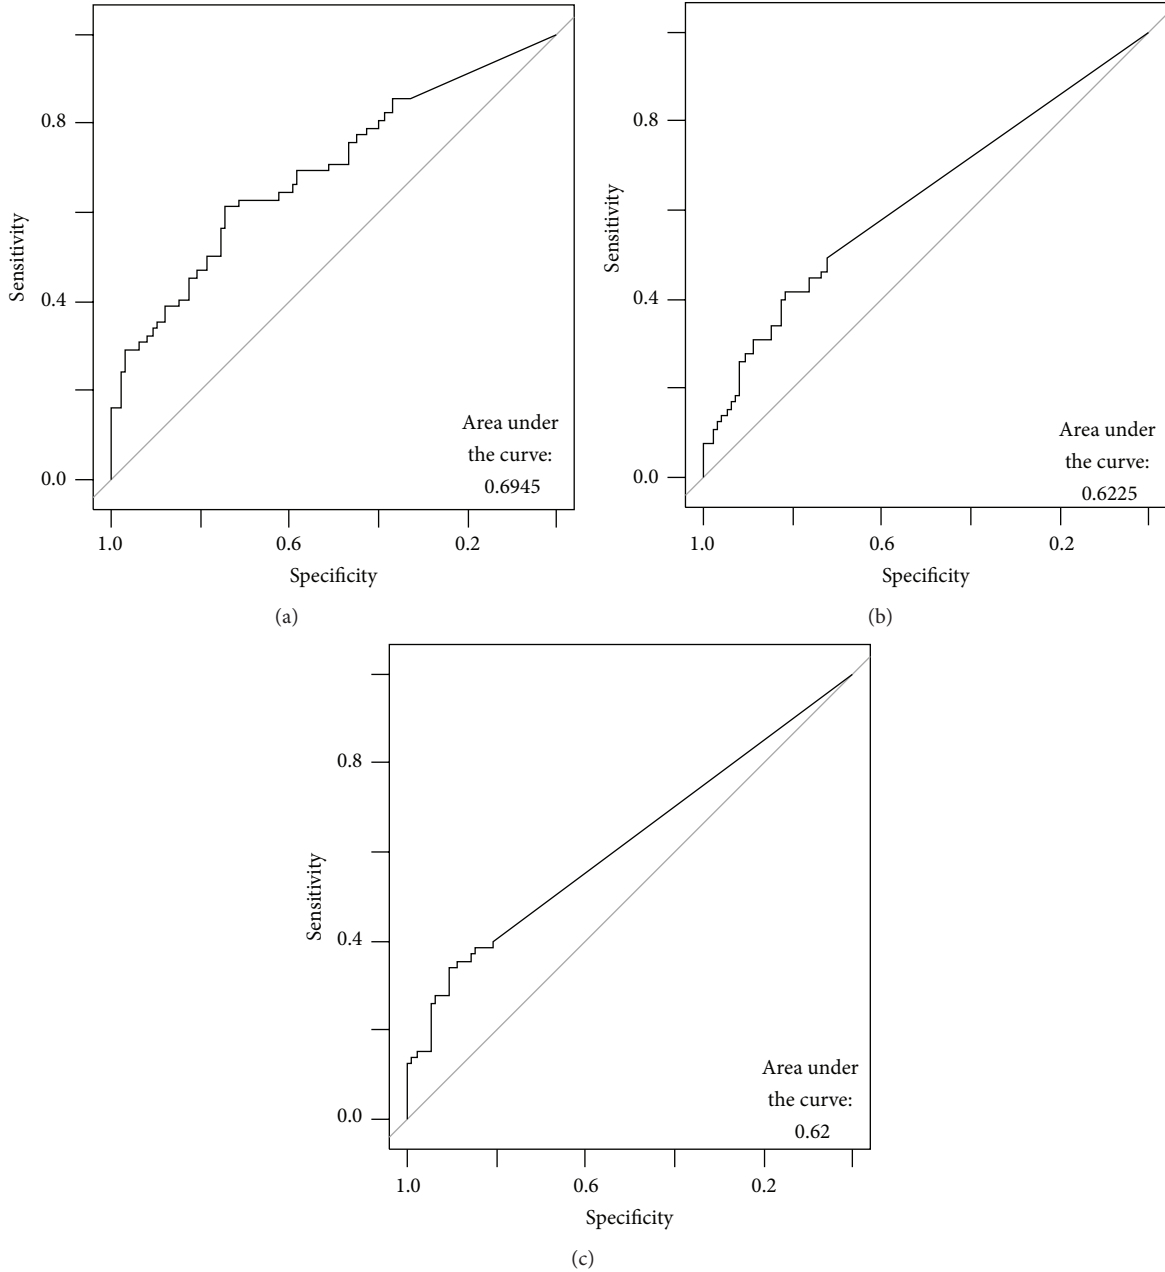 0.8
0.4
0.0
Sensitivity
Area under
the curve:
0.6945
1.0
0.6
0.2
Specificity
(a)
0.8
0.4
0.0
Sensitivity
Area under
the curve:
0.6225
1.0
0.6
0.2
Specificity
(b)
0.8
0.4
0.0
Sensitivity
Area under
the curve:
0.62
1.0
0.6
0.2
Specificity
(c)